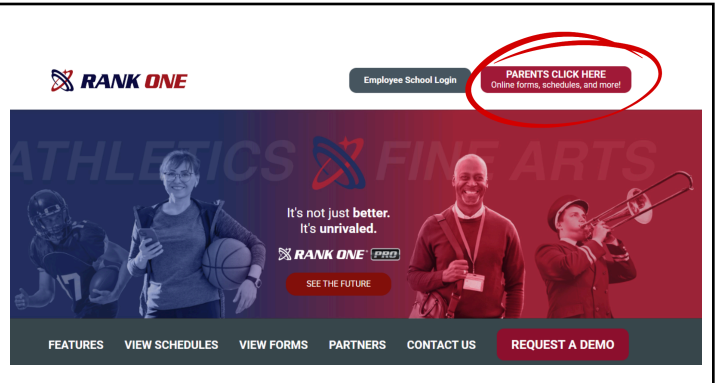 RANK ONE
Employee School Login
PARENTS CLICK HERE
Online forms, schedules, and more!
ATHLETICS FINE ARTS
It's not just better.
It's unrivaled.
RANK ONE PRO
SEE THE FUTURE
17
FEATURES VIEW SCHEDULES VIEW FORMS PARTNERS CONTACT US REQUEST A DEMO